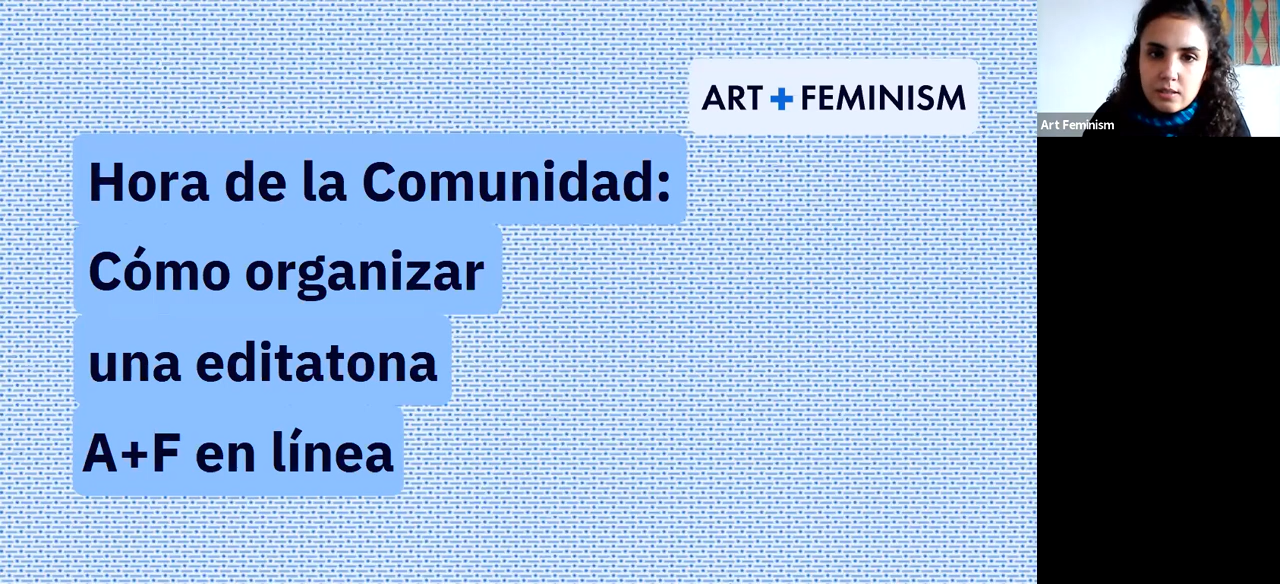 ART + FEMINISM
Hora de la Comunidad:
Cómo organizar
una editatona
A+F en línea
Art Feminism